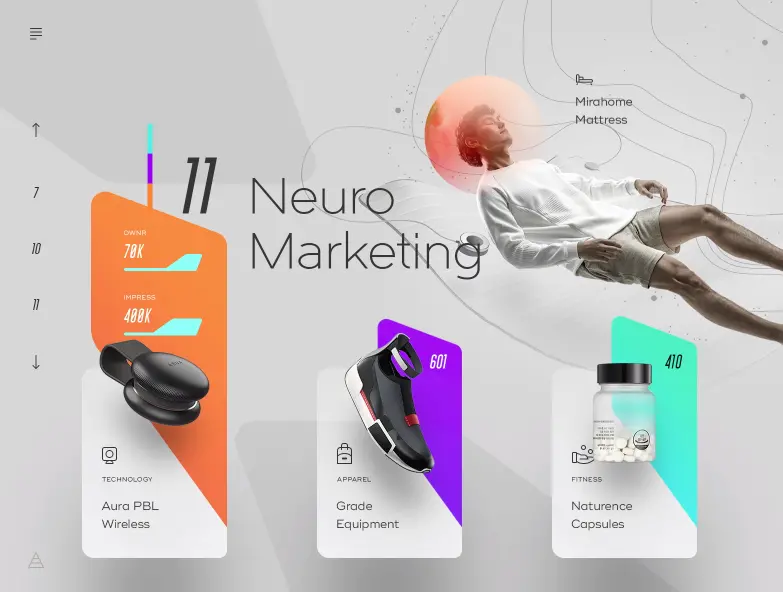 Mirahome
Mattress
7
10
11
11
Neuro
Marketing
OWNR
70K
IMPRESS
400K
601
410
TECHNOLOGY
Aura PBL
Wireless
APPAREL
Grade
Equipment
FITNESS
Naturence
Capsules